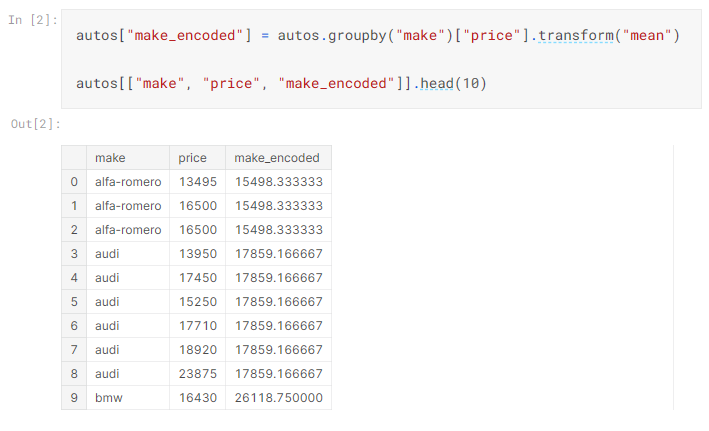 In [2]:
autos["make_encoded"] = autos.groupby("make")["price"].transform("mean")
autos[["make", "price", "make_encoded"]].head(10)
Out[2]:
make price make_encoded
0 alfa-romero 13495 15498.333333
1 alfa-romero 16500 15498.333333
2 alfa-romero 16500 15498.333333
3 audi 13950 17859.166667
4 audi 17450 17859.166667
5 audi 15250 17859.166667
6 audi 17710 17859.166667
7 audi 18920 17859.166667
8 audi 23875 17859.166667
9 bmw 16430 26118.750000